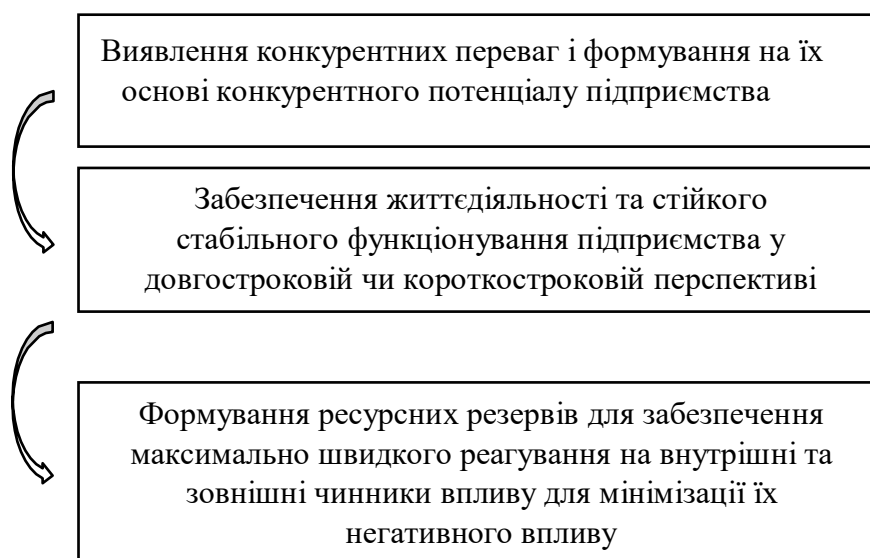 Виявлення конкурентних переваг і формування на їх
основі конкурентного потенціалу підприємства
Забезпечення життєдіяльності та стійкого
стабільного функціонування підприємства у
довгостроковій чи короткостроковій перспективі
Формування ресурсних резервів для забезпечення
максимально швидкого реагування на внутрішні та
зовнішні чинники впливу для мінімізації їх
негативного впливу